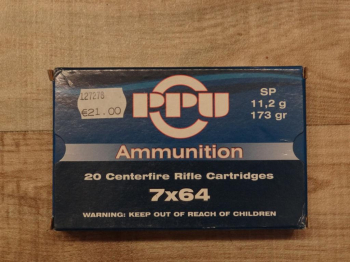 127278
€21.00
PPU
SP
11,2 g
173 gr
Ammunition
20 Centerfire Rifle Cartridges
7x64
WARNING: KEEP OUT OF REACH OF CHILDREN